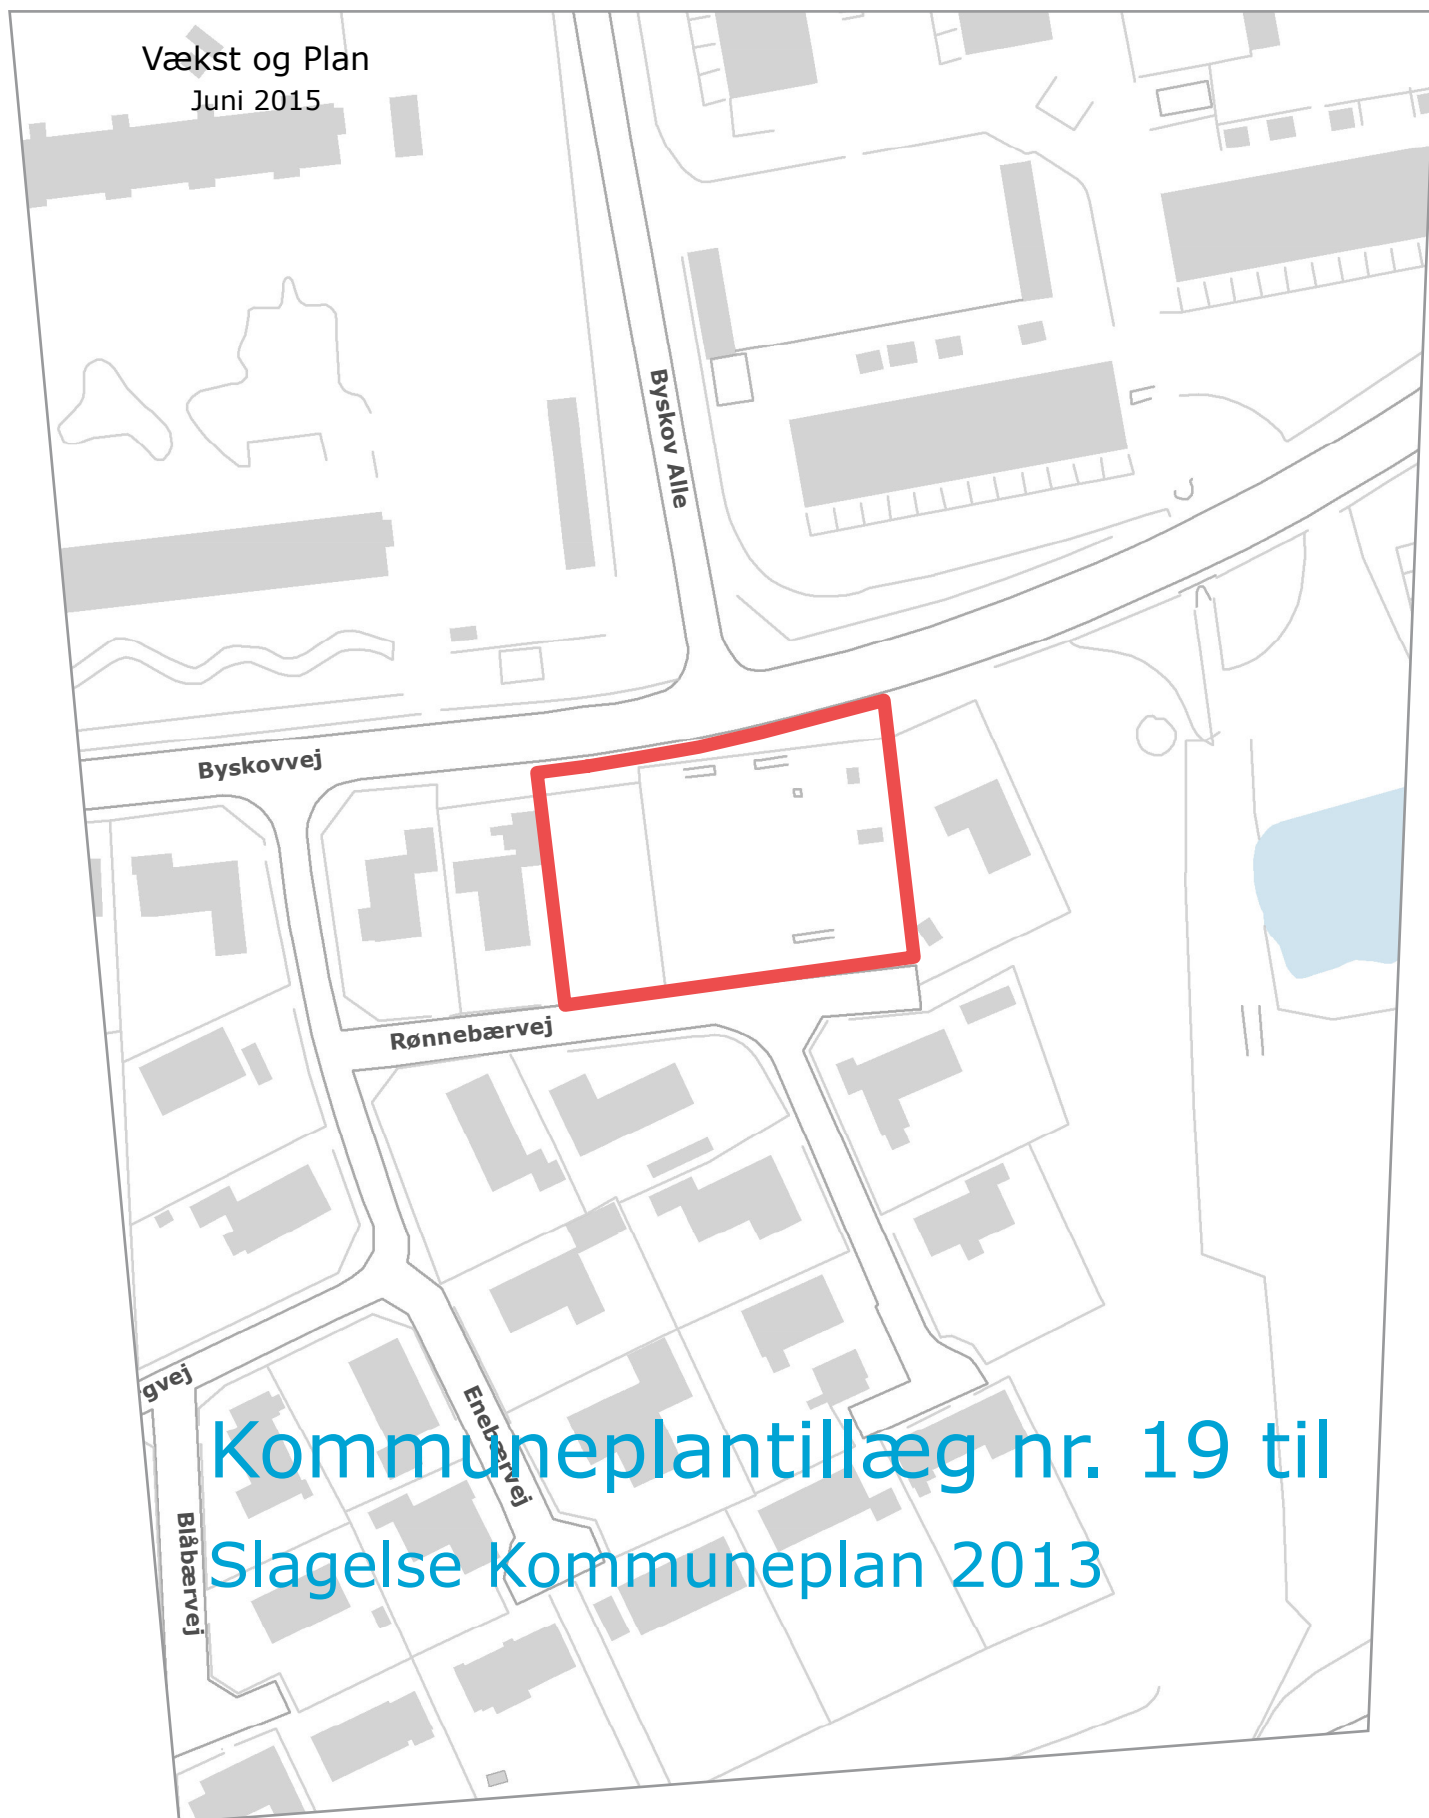 Vækst og Plan
Juni 2015
Byskov Alle
Byskovvej
Rønnebærvej
gvej
Enebærvej
Kommuneplantillæg nr. 19 til
Blåbærvej
Slagelse Kommuneplan 2013